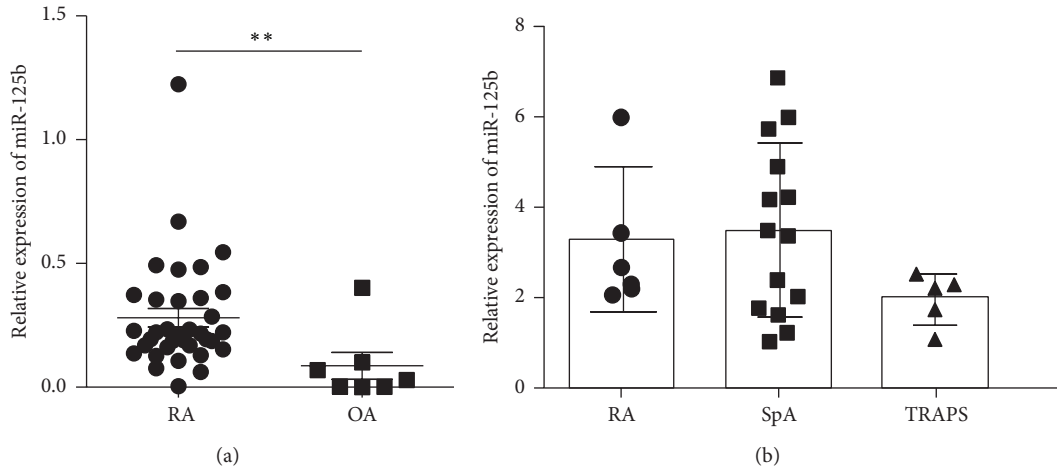 Relative expression of miR-125b
1.5
1.0
0.5
0.0
**
RA
OA
(a)
Relative expression of miR-125b
8
6
4
2
0
RA
SpA
TRAPS
(b)